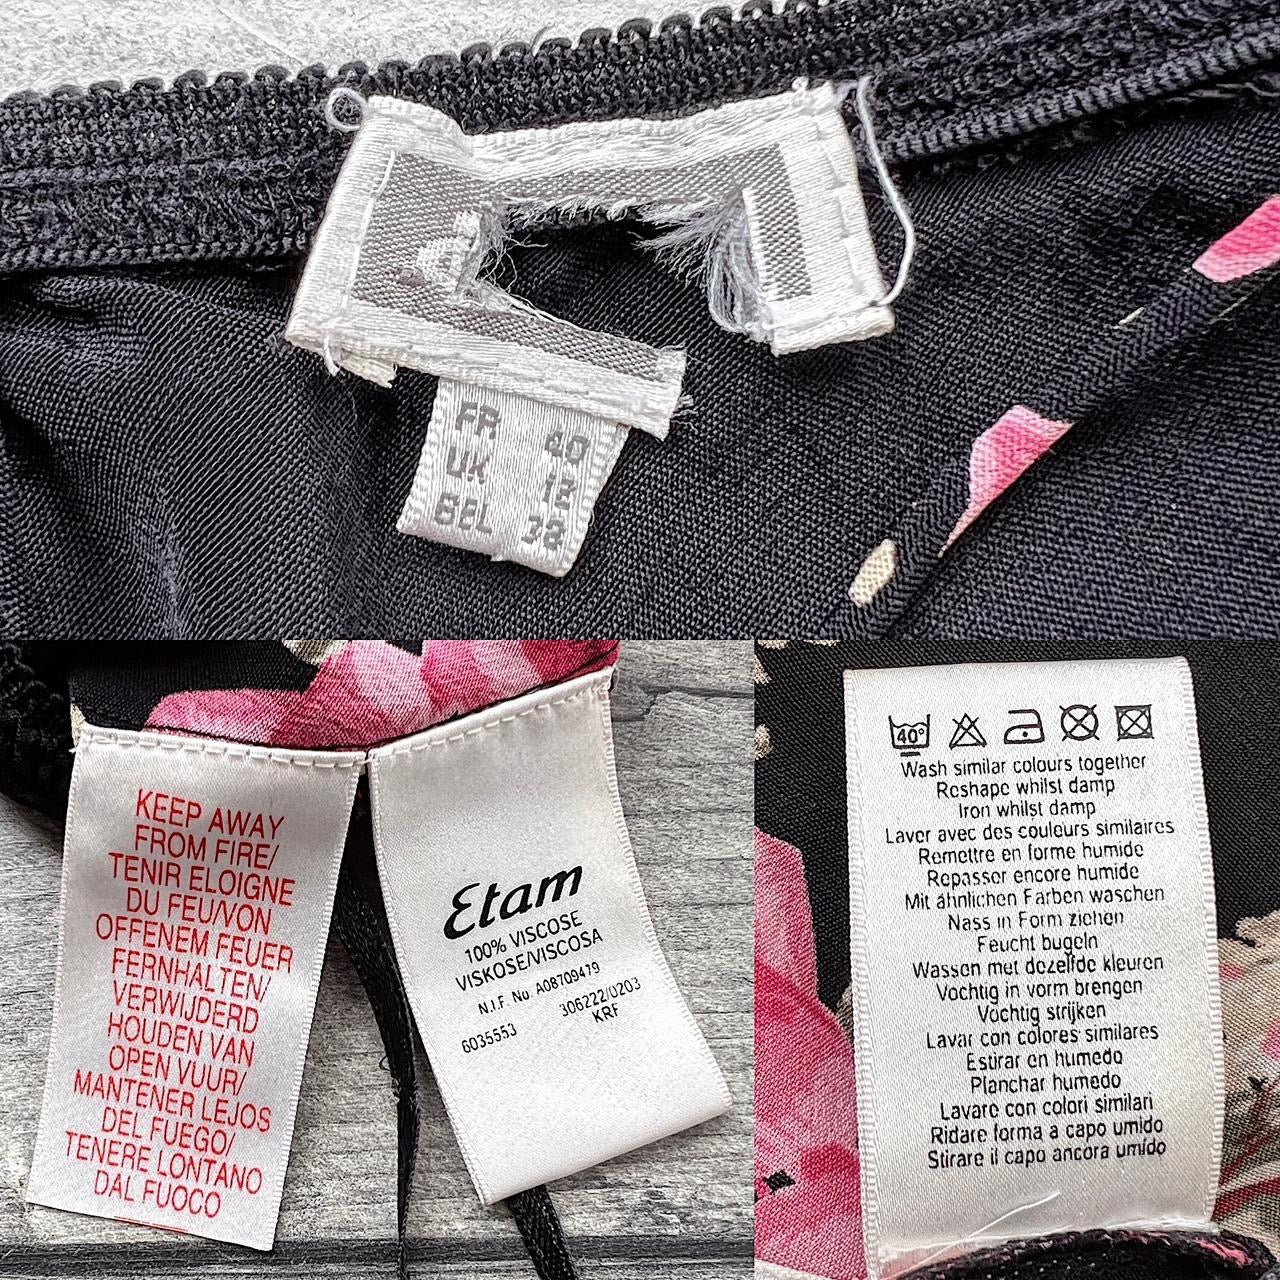 FR 40
UK 12
BEL 38
KEEP AWAY
FROM FIRE/
TENIR ELOIGNE
DU FEU/VON
OFFENEM FEUER
FERNHALTEN/
VERWIJDERD
HOUDEN VAN
OPEN VUUR/
MANTENER LEJOS
DEL FUEGO/
TENERE LONTANO
DAL FUOCO
Etam
100% VISCOSE
VISKOSE/VISCOSA
N.I.F. No. A08709479
6035553 306222/0203
KRF
40°
Wash similar colours together
Reshape whilst damp
Iron whilst damp
Laver avec des couleurs similaires
Remettre en forme humide
Repasser encore humide
Mit ähnlichen Farben waschen
Nass in Form ziehen
Feucht bugeln
Wassen met dezelfde kleuren
Vochtig in vorm brengen
Vochtig strijken
Lavar con colores similares
Estirar en humedo
Planchar humedo
Lavare con colori similari
Ridare forma a capo umido
Stirare il capo ancora umido